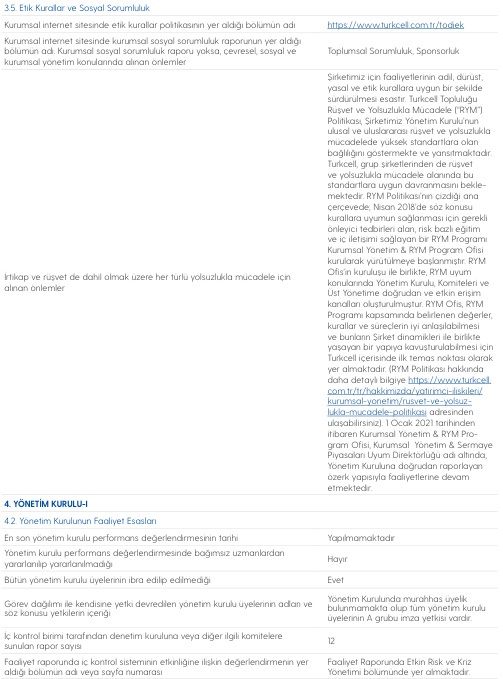 3.5. Etik Kurallar ve Sosyal Sorumluluk
Kurumsal internet sitesinde etik kurallar politikasının yer aldığı bölümün adı
https://www.turkcell.com.tr/todiek
Kurumsal internet sitesinde kurumsal sosyal sorumluluk raporunun yer aldığı
bölümün adı. Kurumsal sosyal sorumluluk raporu yoksa, çevresel, sosyal ve
kurumsal yönetim konularında alınan önlemler
Toplumsal Sorumluluk, Sponsorluk
İrtikap ve rüşvet de dahil olmak üzere her türlü yolsuzlukla mücadele için
alınan önlemler
Şirketimiz için faaliyetlerinin adil, dürüst,
yasal ve etik kurallara uygun bir şekilde
sürdürülmesi esastır. Turkcell Topluluğu
Rüşvet ve Yolsuzlukla Mücadele ("RYM")
Politikası, Şirketimiz Yönetim Kurulu'nun
ulusal ve uluslararası rüşvet ve yolsuzlukla
mücadelede yüksek standartlara olan
bağlılığını göstermekte ve yansıtmaktadır.
Turkcell, grup şirketlerinden de rüşvet
ve yolsuzlukla mücadele alanında bu
standartlara uygun davranmasını bekle-
mektedir. RYM Politikası'nın çizdiği ana
çerçevede, Nisan 2018'de söz konusu
kurallara uyumun sağlanması için gerekli
önleyici tedbirleri alan, risk bazlı eğitim
ve iç iletişimi sağlayan bir RYM Programı
Kurumsal Yönetim & RYM Program Ofisi
kurularak yürütülmeye başlanmıştır. RYM
Ofis'in kuruluşu ile birlikte, RYM uyum
konularında Yönetim Kurulu, Komiteleri ve
Üst Yönetime doğrudan ve etkin erişim
kanalları oluşturulmuştur. RYM Ofis, RYM
Programı kapsamında belirlenen değerler,
kurallar ve süreçlerin iyi anlaşılabilmesi
ve bunların Şirket dinamikleri ile birlikte
yaşayan bir yapıya kavuşturulabilmesi için
Turkcell içerisinde ilk temas noktası olarak
yer almaktadır. (RYM Politikası hakkında
daha detaylı bilgiye https://www.turkcell.
com.tr/tr/hakkimizda/yatirimci-iliskileri/
kurumsal-yonetim/rusvet-ve-yolsuz-
lukla-mucadele-politikasi adresinden
ulaşabilirsiniz). 1 Ocak 2021 tarihinden
itibaren Kurumsal Yönetim & RYM Pro-
gram Ofisi, Kurumsal Yönetim & Sermaye
Piyasaları Uyum Direktörlüğü adı altında,
Yönetim Kuruluna doğrudan raporlayan
özerk yapısıyla faaliyetlerine devam
etmektedir.
4. YÖNETİM KURULU-I
4.2. Yönetim Kurulunun Faaliyet Esasları
En son yönetim kurulu performans değerlendirmesinin tarihi
Yapılmamaktadır
Yönetim kurulu performans değerlendirmesinde bağımsız uzmanlardan
yararlanılıp yararlanılmadığı
Hayır
Bütün yönetim kurulu üyelerinin ibra edilip edilmediği
Evet
Görev dağılımı ile kendisine yetki devredilen yönetim kurulu üyelerinin adları ve
söz konusu yetkilerin içeriği
Yönetim Kurulunda murahhas üyelik
bulunmamakta olup tüm yönetim kurulu
üyelerinin A grubu imza yetkisi vardır.
İç kontrol birimi tarafından denetim kuruluna veya diğer ilgili komitelere
sunulan rapor sayısı
12
Faaliyet raporunda iç kontrol sisteminin etkinliğine ilişkin değerlendirmenin yer
aldığı bölümün adı veya sayfa numarası
Faaliyet Raporunda Etkin Risk ve Kriz
Yönetimi bölümünde yer almaktadır.